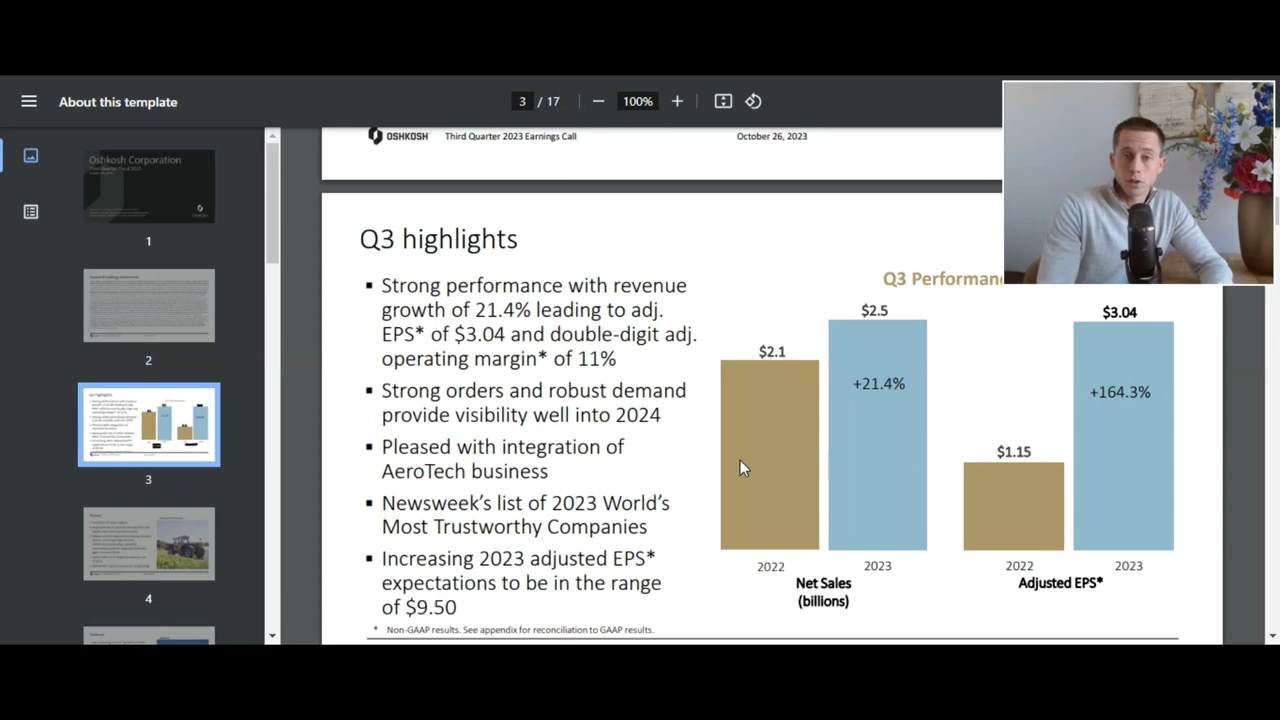 About this template
3 / 17
100%
OSHKOSH
Third Quarter 2023 Earnings Call
October 26, 2023
Oshkosh Corporation
1
2
3
4
Q3 highlights
▪ Strong performance with revenue
growth of 21.4% leading to adj.
EPS* of $3.04 and double-digit adj.
operating margin* of 11%
▪ Strong orders and robust demand
provide visibility well into 2024
▪ Pleased with integration of
AeroTech business
▪ Newsweek’s list of 2023 World’s
Most Trustworthy Companies
▪ Increasing 2023 adjusted EPS*
expectations to be in the range
of $9.50
Q3 Performanc
$2.1
$2.5
+21.4%
2022
2023
Net Sales
(billions)
$1.15
$3.04
+164.3%
2022
2023
Adjusted EPS*
* Non-GAAP results. See appendix for reconciliation to GAAP results.